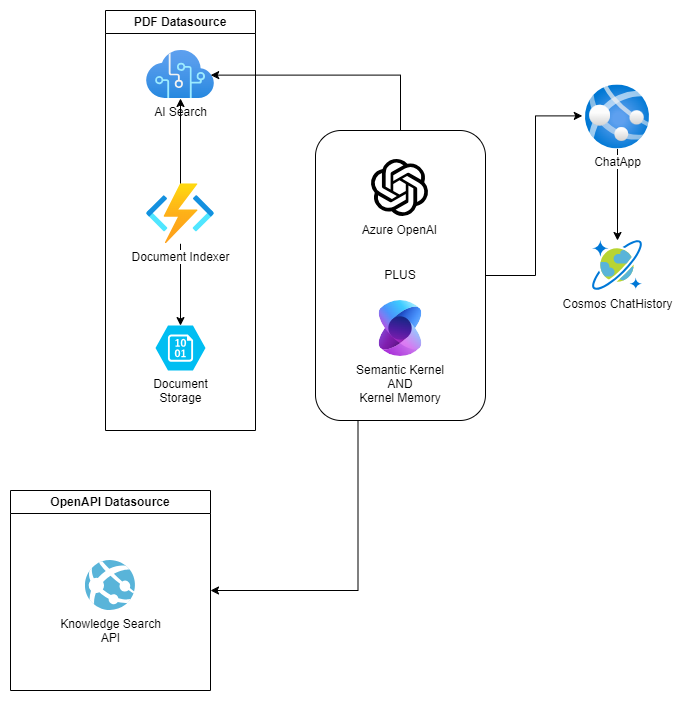 PDF Datasource
AI Search
Document Indexer
10
01
Document
Storage
Azure OpenAI
PLUS
Semantic Kernel
AND
Kernel Memory
ChatApp
Cosmos ChatHistory
OpenAPI Datasource
Knowledge Search
API